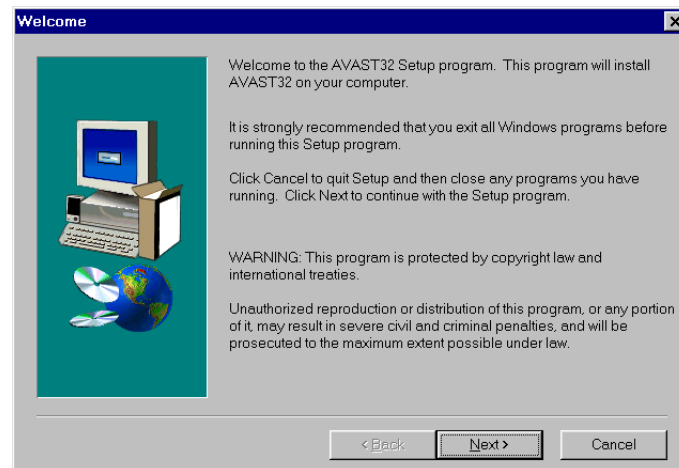 Welcome
Welcome to the AVAST32 Setup program. This program will install
AVAST32 on your computer.
It is strongly recommended that you exit all Windows programs before
running this Setup program.
Click Cancel to quit Setup and then close any programs you have
running. Click Next to continue with the Setup program.
WARNING: This program is protected by copyright law and
international treaties.
Unauthorized reproduction or distribution of this program, or any portion
of it, may result in severe civil and criminal penalties, and will be
prosecuted to the maximum extent possible under law.
< Back Next > Cancel